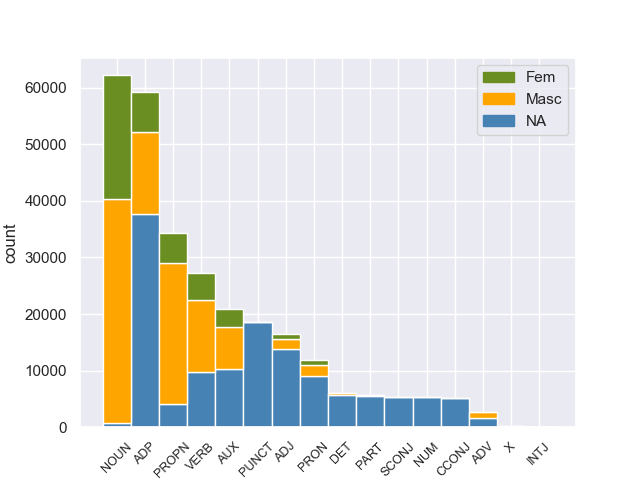 Fem
Masc
NA
count
60000
50000
40000
30000
20000
10000
0
NOUN
ADP
PROPN
VERB
AUX
PUNCT
ADJ
PRON
DET
PART
SCONJ
NUM
CCONJ
ADV
X
INTJ